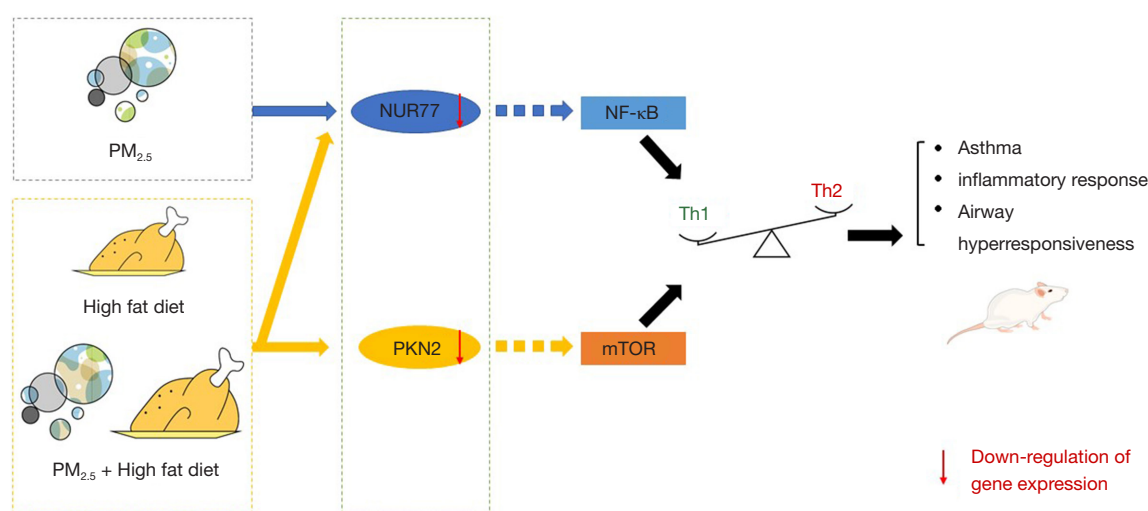 PM2.5
High fat diet
PM2.5 + High fat diet
NUR77
PKN2
NF-κB
mTOR
Th1
Th2
• Asthma
• inflammatory response
• Airway
hyperresponsiveness
Down-regulation of
gene expression